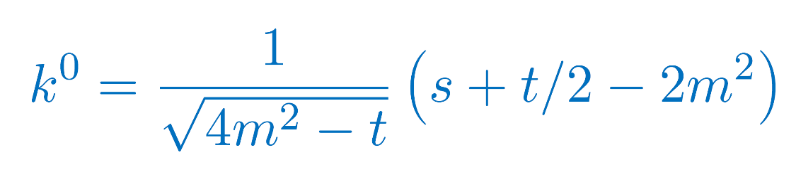 k^0 = \frac{1}{\sqrt{4m^2 - t}} \left( s + t/2 - 2m^2 \right)